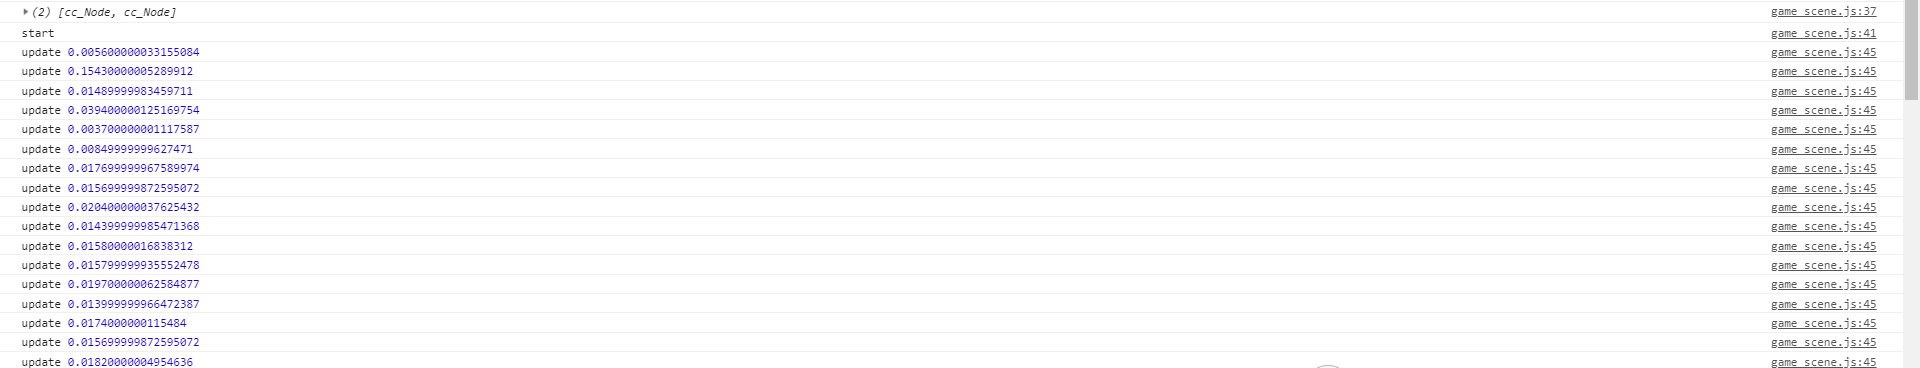 (2) [cc_Node, cc_Node] game_scene.js:37
start game_scene.js:41
update 0.005600000033155084 game_scene.js:45
update 0.15430000005289912 game_scene.js:45
update 0.01489999983459711 game_scene.js:45
update 0.039400000125169754 game_scene.js:45
update 0.003700000001117587 game_scene.js:45
update 0.00849999999627471 game_scene.js:45
update 0.017699999967589974 game_scene.js:45
update 0.015699999872595072 game_scene.js:45
update 0.020400000037625432 game_scene.js:45
update 0.014399999985471368 game_scene.js:45
update 0.01580000016838312 game_scene.js:45
update 0.015799999935552478 game_scene.js:45
update 0.019700000062584877 game_scene.js:45
update 0.013999999966472387 game_scene.js:45
update 0.0174000000115484 game_scene.js:45
update 0.015699999872595072 game_scene.js:45
update 0.01820000004954636 game_scene.js:45